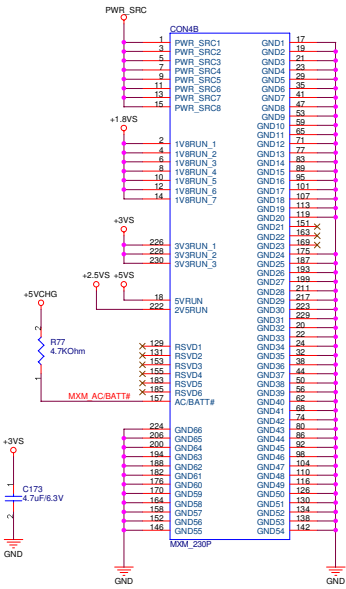 PWR_SRC
CON4B
1 PWR_SRC1
3 PWR_SRC2
5 PWR_SRC3
7 PWR_SRC4
9 PWR_SRC5
11 PWR_SRC6
13 PWR_SRC7
15 PWR_SRC8
+1.8VS
2 1V8RUN_1
4 1V8RUN_2
6 1V8RUN_3
8 1V8RUN_4
10 1V8RUN_5
12 1V8RUN_6
14 1V8RUN_7
+3VS
226 3V3RUN_1
228 3V3RUN_2
230 3V3RUN_3
+2.5VS +5VS
18 5VRUN
222 2V5RUN
+5VCHG
2
R77
4.7KOhm
1
129 RSVD1
131 RSVD2
153 RSVD3
155 RSVD4
183 RSVD5
185 RSVD6
MXM_AC/BATT# 157 AC/BATT#
224 GND66
206 GND65
200 GND64
194 GND63
188 GND62
182 GND61
176 GND60
170 GND59
164 GND58
158 GND57
152 GND56
146 GND55
+3VS
1
C173
4.7uF/6.3V
2
GND
GND
MXM_230P
GND1 17
GND2 19
GND3 21
GND4 23
GND5 29
GND6 35
GND7 41
GND8 47
GND9 53
GND10 59
GND11 65
GND12 71
GND13 77
GND14 83
GND15 89
GND16 95
GND17 101
GND18 107
GND19 113
GND20 119
GND21 151
GND22 163
GND23 169
GND24 175
GND25 187
GND26 193
GND27 199
GND28 211
GND29 217
GND30 223
GND31 229
GND32 20
GND33 22
GND34 24
GND35 32
GND36 38
GND37 44
GND38 50
GND39 56
GND40 62
GND41 68
GND42 74
GND43 80
GND44 86
GND45 92
GND46 98
GND47 104
GND48 110
GND49 116
GND50 126
GND51 130
GND52 134
GND53 138
GND54 142
GND